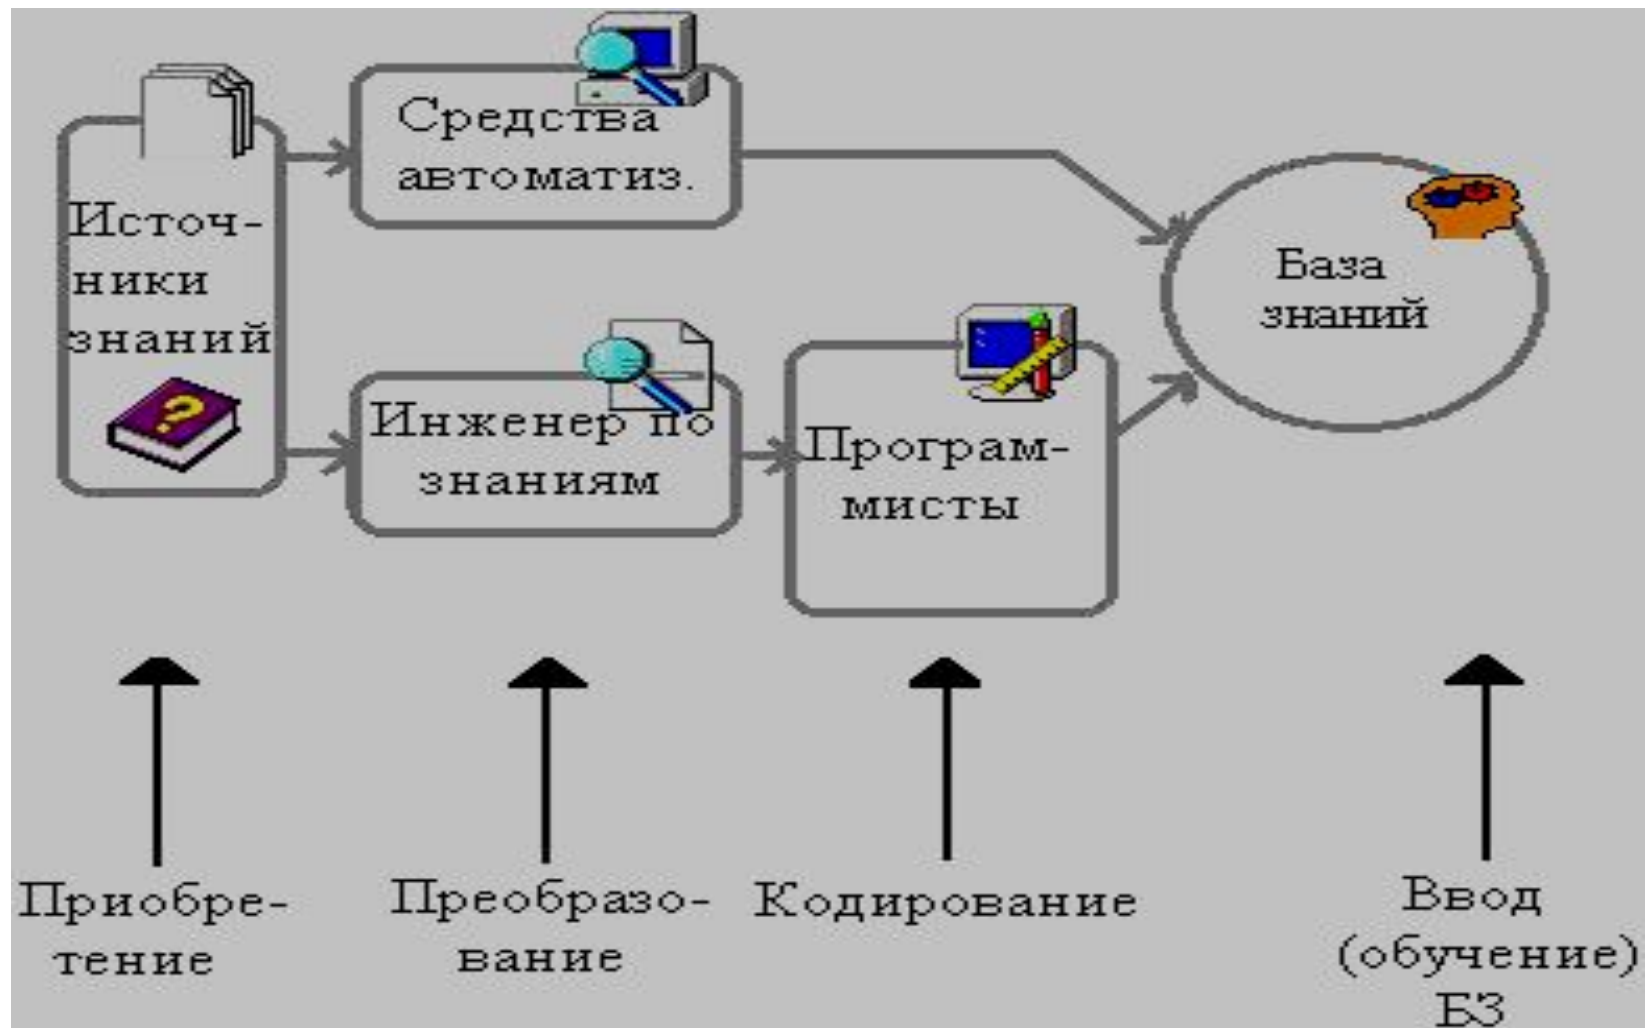 Средства
автоматиз.
Источ-
ники
знаний
?
База
знаний
Инженер по
знаниям
Програм-
мисты
Приобре-
тение
Преобразо-
вание
Кодирование
Ввод
(обучение)
БЗ